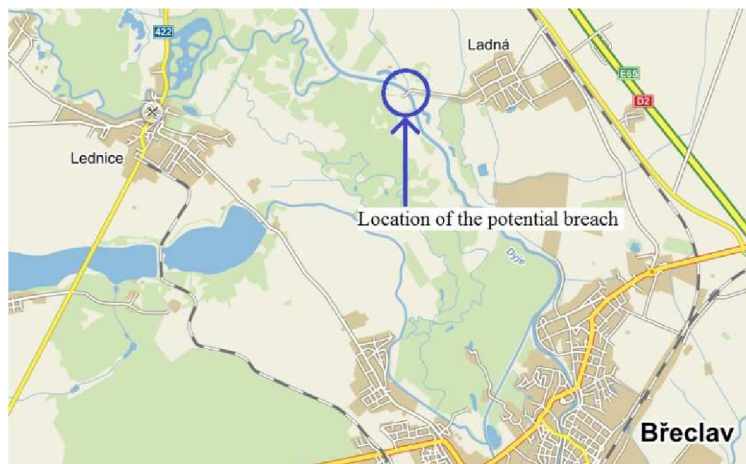 422
Ladná
E65
D2
Lednice
Location of the potential breach
Dyje
Břeclav